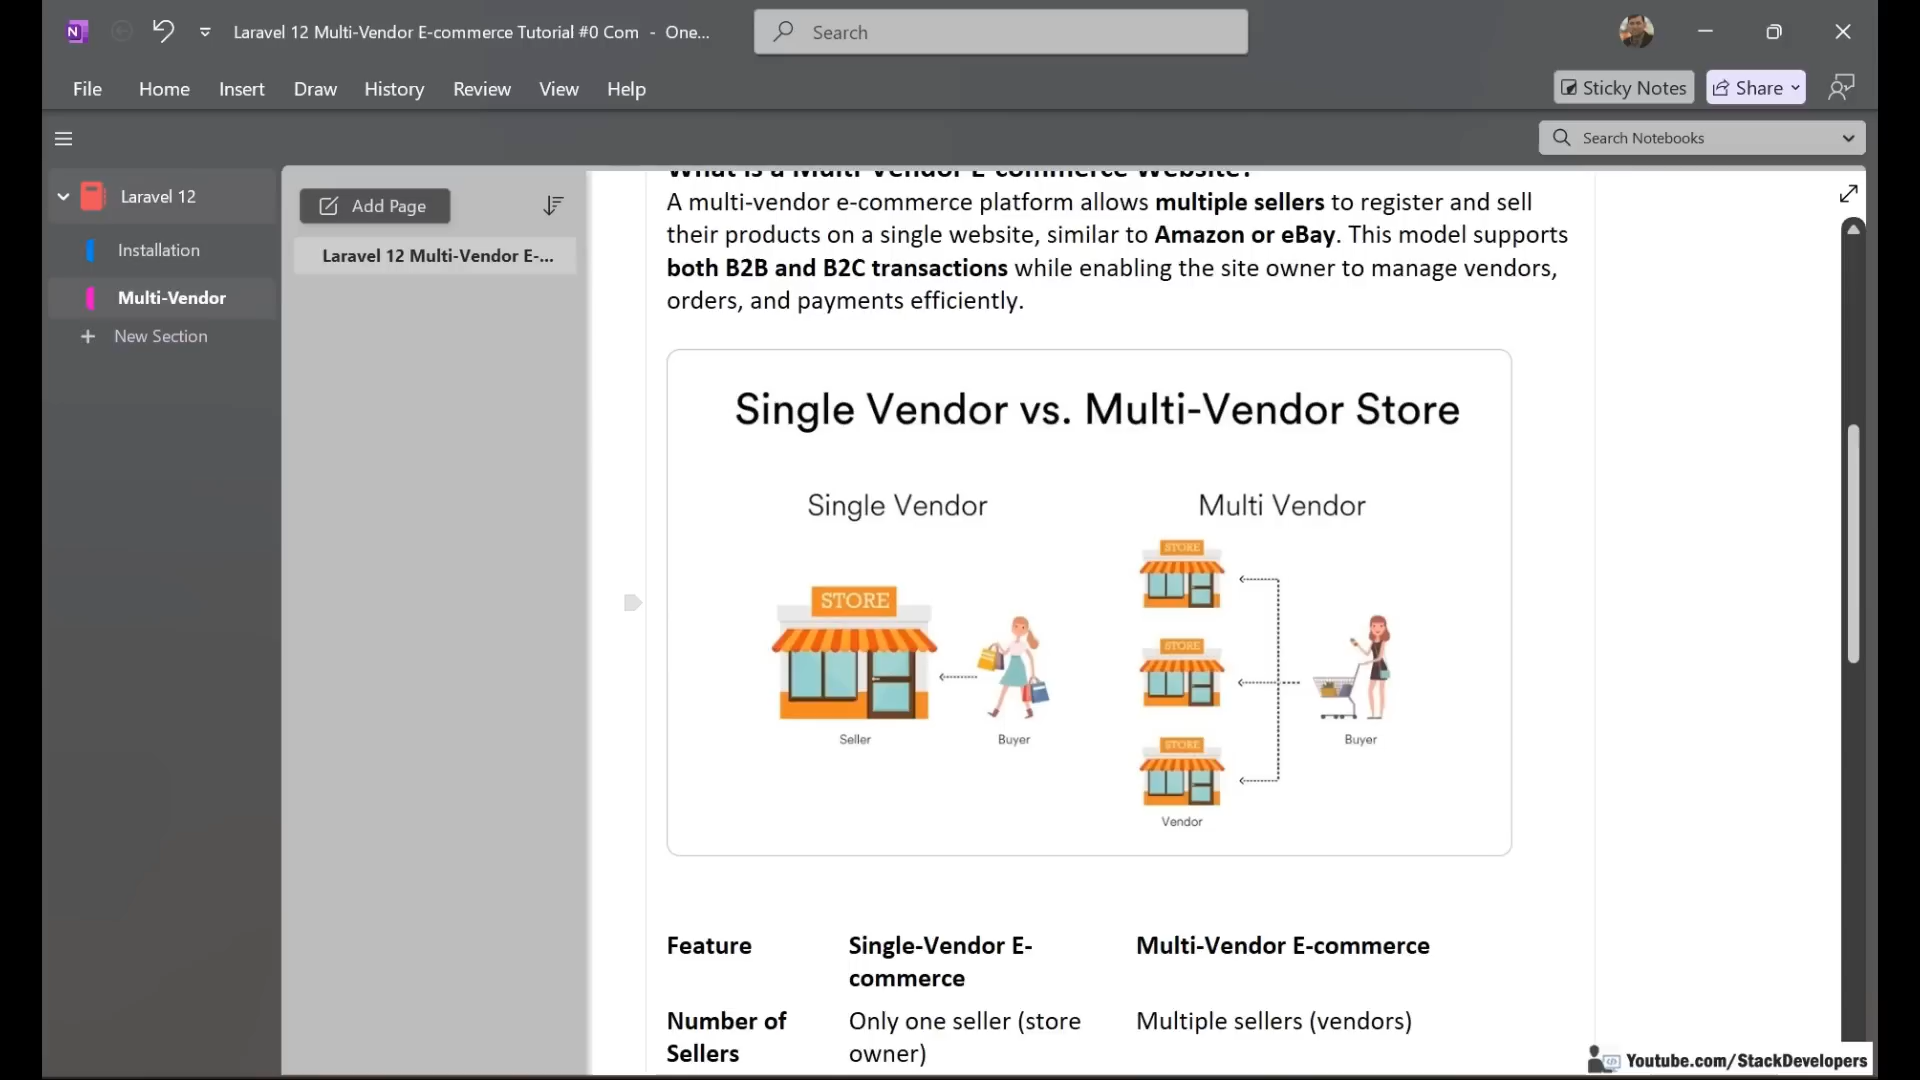 Laravel 12 Multi-Vendor E-commerce Tutorial #0 Com - One...
Search
File Home Insert Draw History Review View Help
Sticky Notes
Share
Search Notebooks
Laravel 12
Installation
Multi-Vendor
New Section
Add Page
Laravel 12 Multi-Vendor E-...
What is a Multi-Vendor E-commerce Website?
A multi-vendor e-commerce platform allows multiple sellers to register and sell
their products on a single website, similar to Amazon or eBay. This model supports
both B2B and B2C transactions while enabling the site owner to manage vendors,
orders, and payments efficiently.
Single Vendor vs. Multi-Vendor Store
Single Vendor
STORE
Seller
Buyer
Multi Vendor
STORE
STORE
STORE
Vendor
Buyer
Feature
Single-Vendor E-
commerce
Multi-Vendor E-commerce
Number of
Sellers
Only one seller (store
owner)
Multiple sellers (vendors)
Youtube.com/StackDevelopers